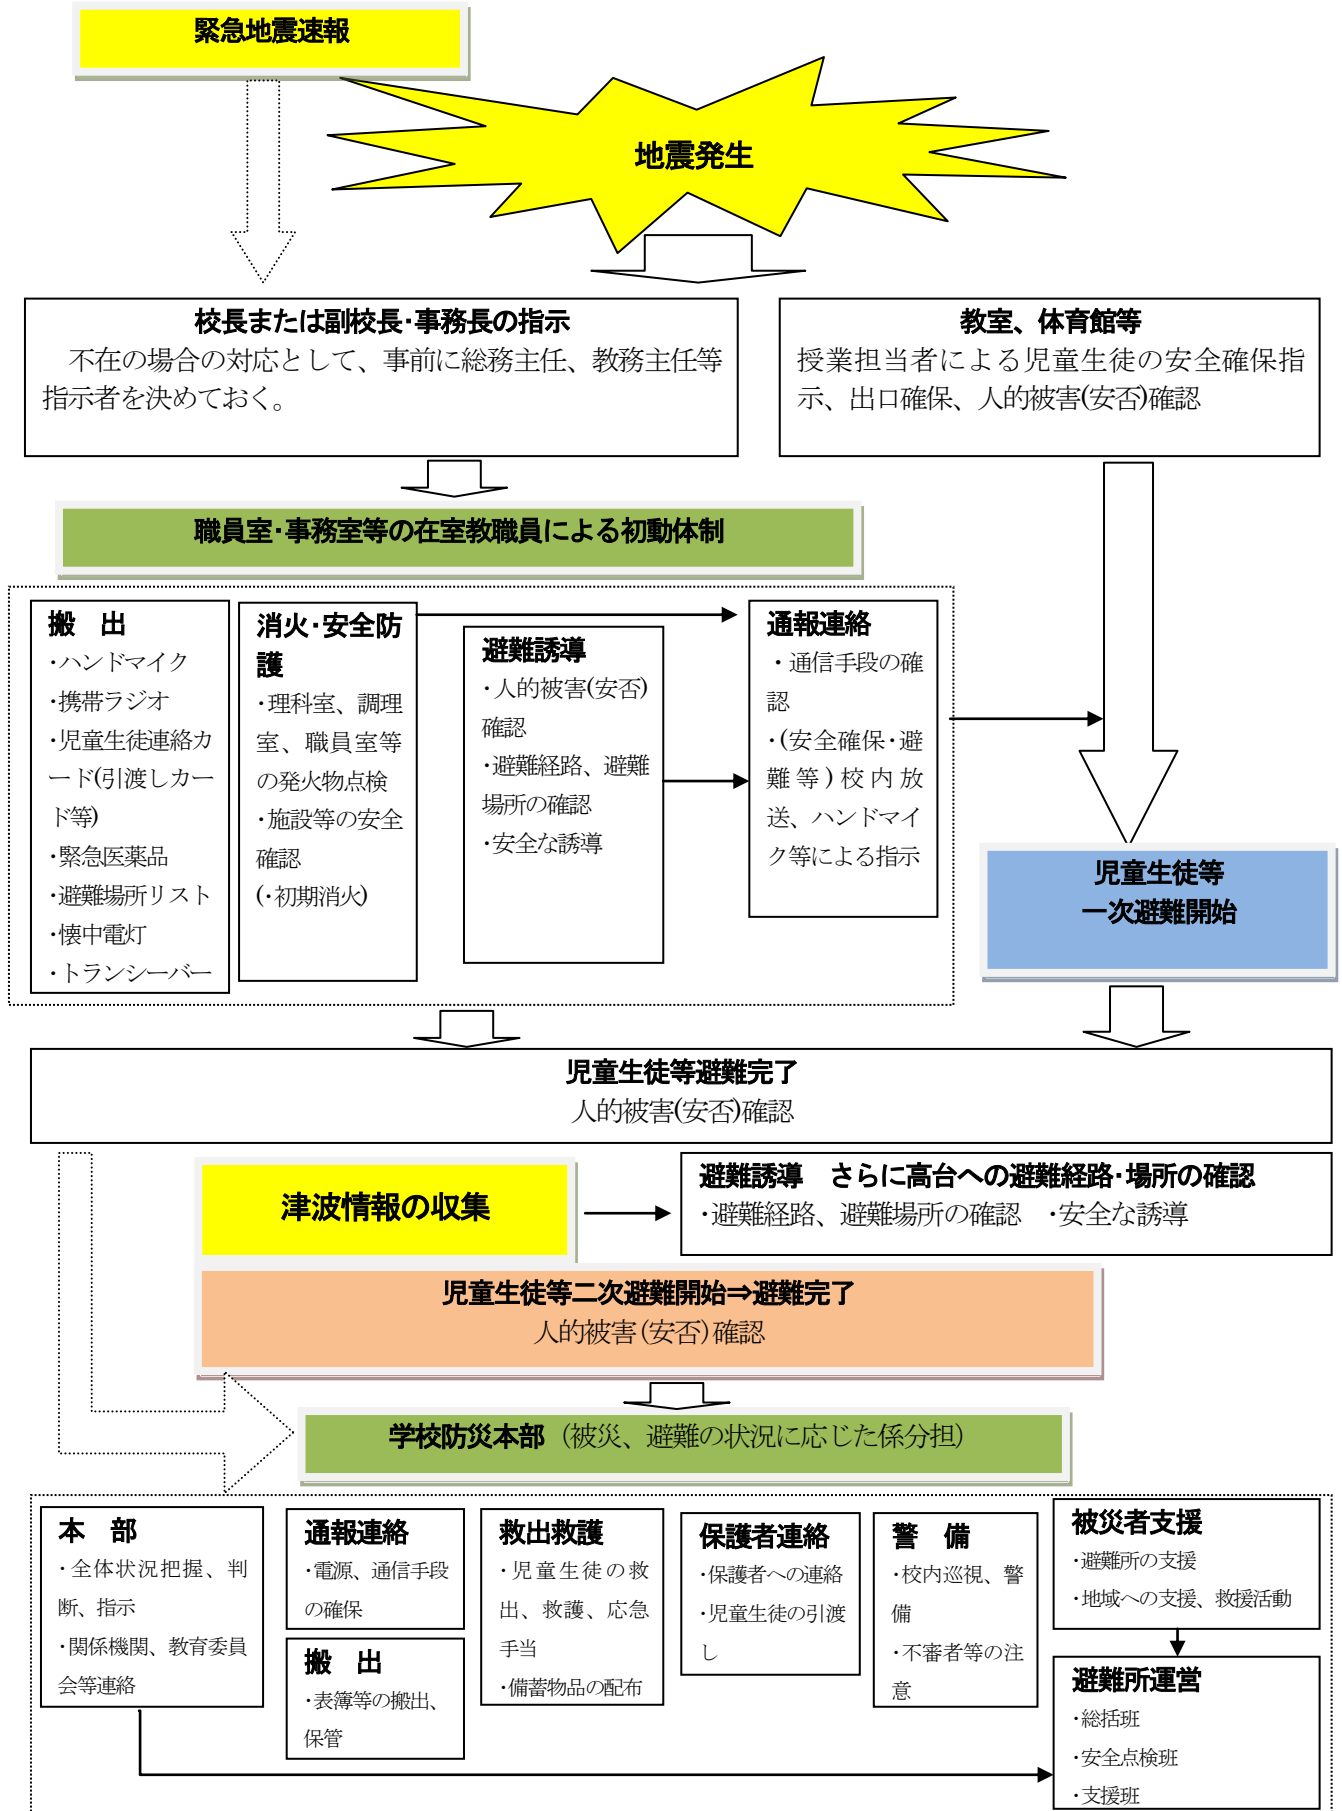 緊急地震速報
地震発生
校長または副校長・事務長の指示
不在の場合の対応として、事前に総務主任、教務主任等
指示者を決めておく。
教室、体育館等
授業担当者による児童生徒の安全確保指
示、出口確保、人的被害(安否)確認
職員室・事務室等の在室教職員による初動体制
搬　出
・ハンドマイク
・携帯ラジオ
・児童生徒連絡カ
ード(引渡しカー
ド等)
・緊急医薬品
・避難場所リスト
・懐中電灯
・トランシーバー
消火・安全防
護
・理科室、調理
室、職員室等
の発火物点検
・施設等の安全
確認
(・初期消火)
避難誘導
・人的被害(安否)
確認
・避難経路、避難
場所の確認
・安全な誘導
通報連絡
・通信手段の確
認
・(安全確保・避
難等)校内放
送、ハンドマイ
ク等による指示
児童生徒等
一次避難開始
児童生徒等避難完了
人的被害(安否)確認
津波情報の収集
避難誘導　さらに高台への避難経路・場所の確認
・避難経路、避難場所の確認　・安全な誘導
児童生徒等二次避難開始⇒避難完了
人的被害(安否)確認
学校防災本部（被災、避難の状況に応じた係分担）
本　部
・全体状況把握、判
断、指示
・関係機関、教育委員
会等連絡
通報連絡
・電源、通信手段
の確保
搬　出
・表簿等の搬出、
保管
救出救護
・児童生徒の救
出、救護、応急
手当
・備蓄物品の配布
保護者連絡
・保護者への連絡
・児童生徒の引渡
し
警　備
・校内巡視、警
備
・不審者等の注
意
被災者支援
・避難所の支援
・地域への支援、救援活動
避難所運営
・総括班
・安全点検班
・支援班